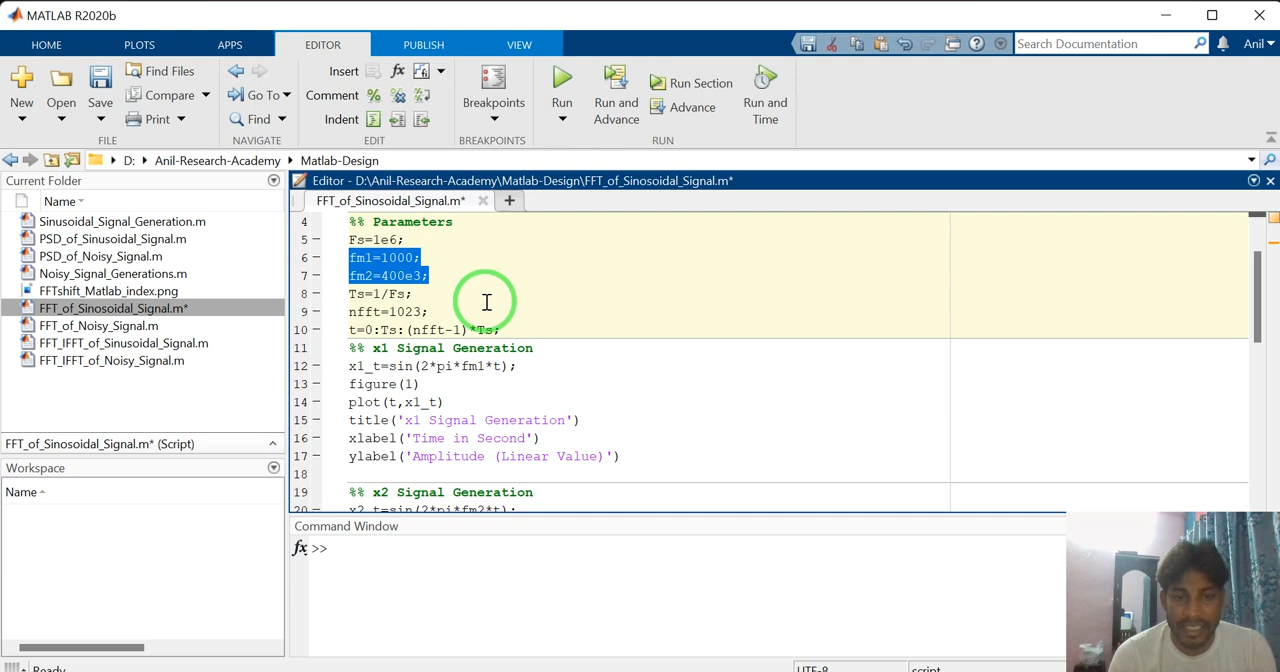 MATLAB R2020b
HOME PLOTS APPS EDITOR PUBLISH VIEW
Search Documentation
Anil
New Open Save
Find Files
Compare
Print
FILE
Go To
Find
NAVIGATE
Insert fx
Comment % 
Indent
EDIT
Breakpoints
BREAKPOINTS
Run
Run and Advance
Run Section
Advance
Run and Time
RUN
D: Anil-Research-Academy Matlab-Design
Current Folder
Name
Sinusoidal_Signal_Generation.m
PSD_of_Sinusoidal_Signal.m
PSD_of_Noisy_Signal.m
Noisy_Signal_Generations.m
FFTshift_Matlab_index.png
FFT_of_Sinosoidal_Signal.m*
FFT_of_Noisy_Signal.m
FFT_IFFT_of_Sinusoidal_Signal.m
FFT_IFFT_of_Noisy_Signal.m
FFT_of_Sinosoidal_Signal.m* (Script)
Workspace
Name
Editor - D:\Anil-Research-Academy\Matlab-Design\FFT_of_Sinosoidal_Signal.m*
FFT_of_Sinosoidal_Signal.m*
4 %% Parameters
5 – Fs=1e6;
6 – fm1=1000;
7 – fm2=400e3;
8 – Ts=1/Fs;
9 – nfft=1023;
10 – t=0:Ts:(nfft-1)*Ts;
11 %% x1 Signal Generation
12 – x1_t=sin(2*pi*fm1*t);
13 – figure(1)
14 – plot(t,x1_t)
15 – title('x1 Signal Generation')
16 – xlabel('Time in Second')
17 – ylabel('Amplitude (Linear Value)')
18
19 %% x2 Signal Generation
20 – x2_t=sin(2*pi*fm2*t);
Command Window
fx >>
Ready
UTF-8
script